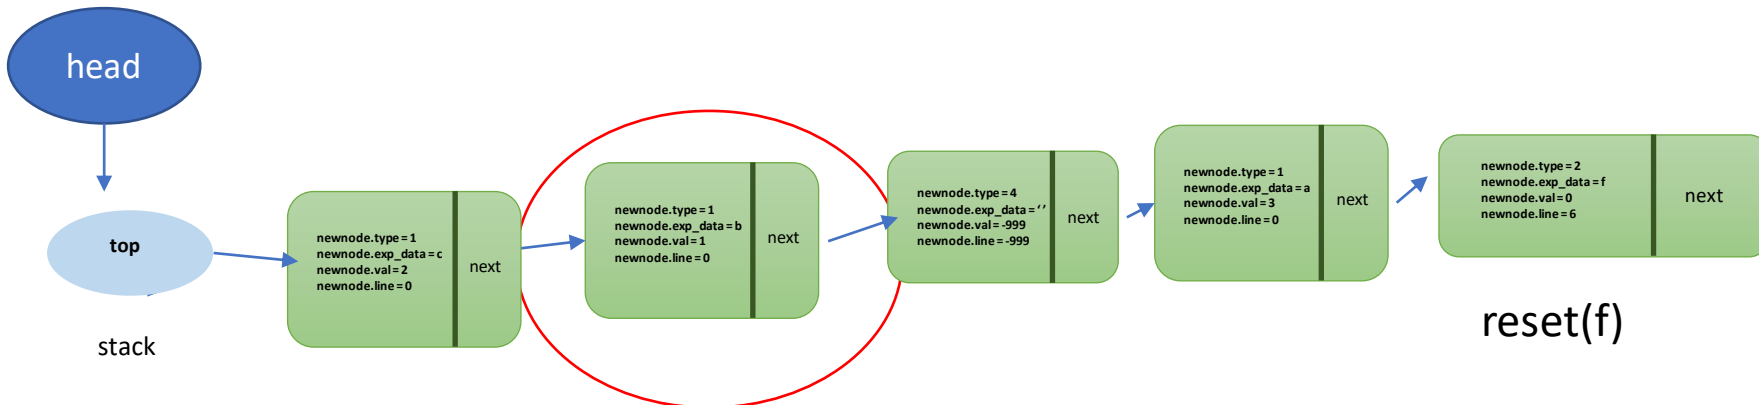 head
top
stack
newnode.type = 1
newnode.exp_data = c
newnode.val = 2
newnode.line = 0
next
newnode.type = 1
newnode.exp_data = b
newnode.val = 1
newnode.line = 0
next
newnode.type = 4
newnode.exp_data = ‘ ’
newnode.val = -999
newnode.line = -999
next
newnode.type = 1
newnode.exp_data = a
newnode.val = 3
newnode.line = 0
next
newnode.type = 2
newnode.exp_data = f
newnode.val = 0
newnode.line = 6
next
reset(f)